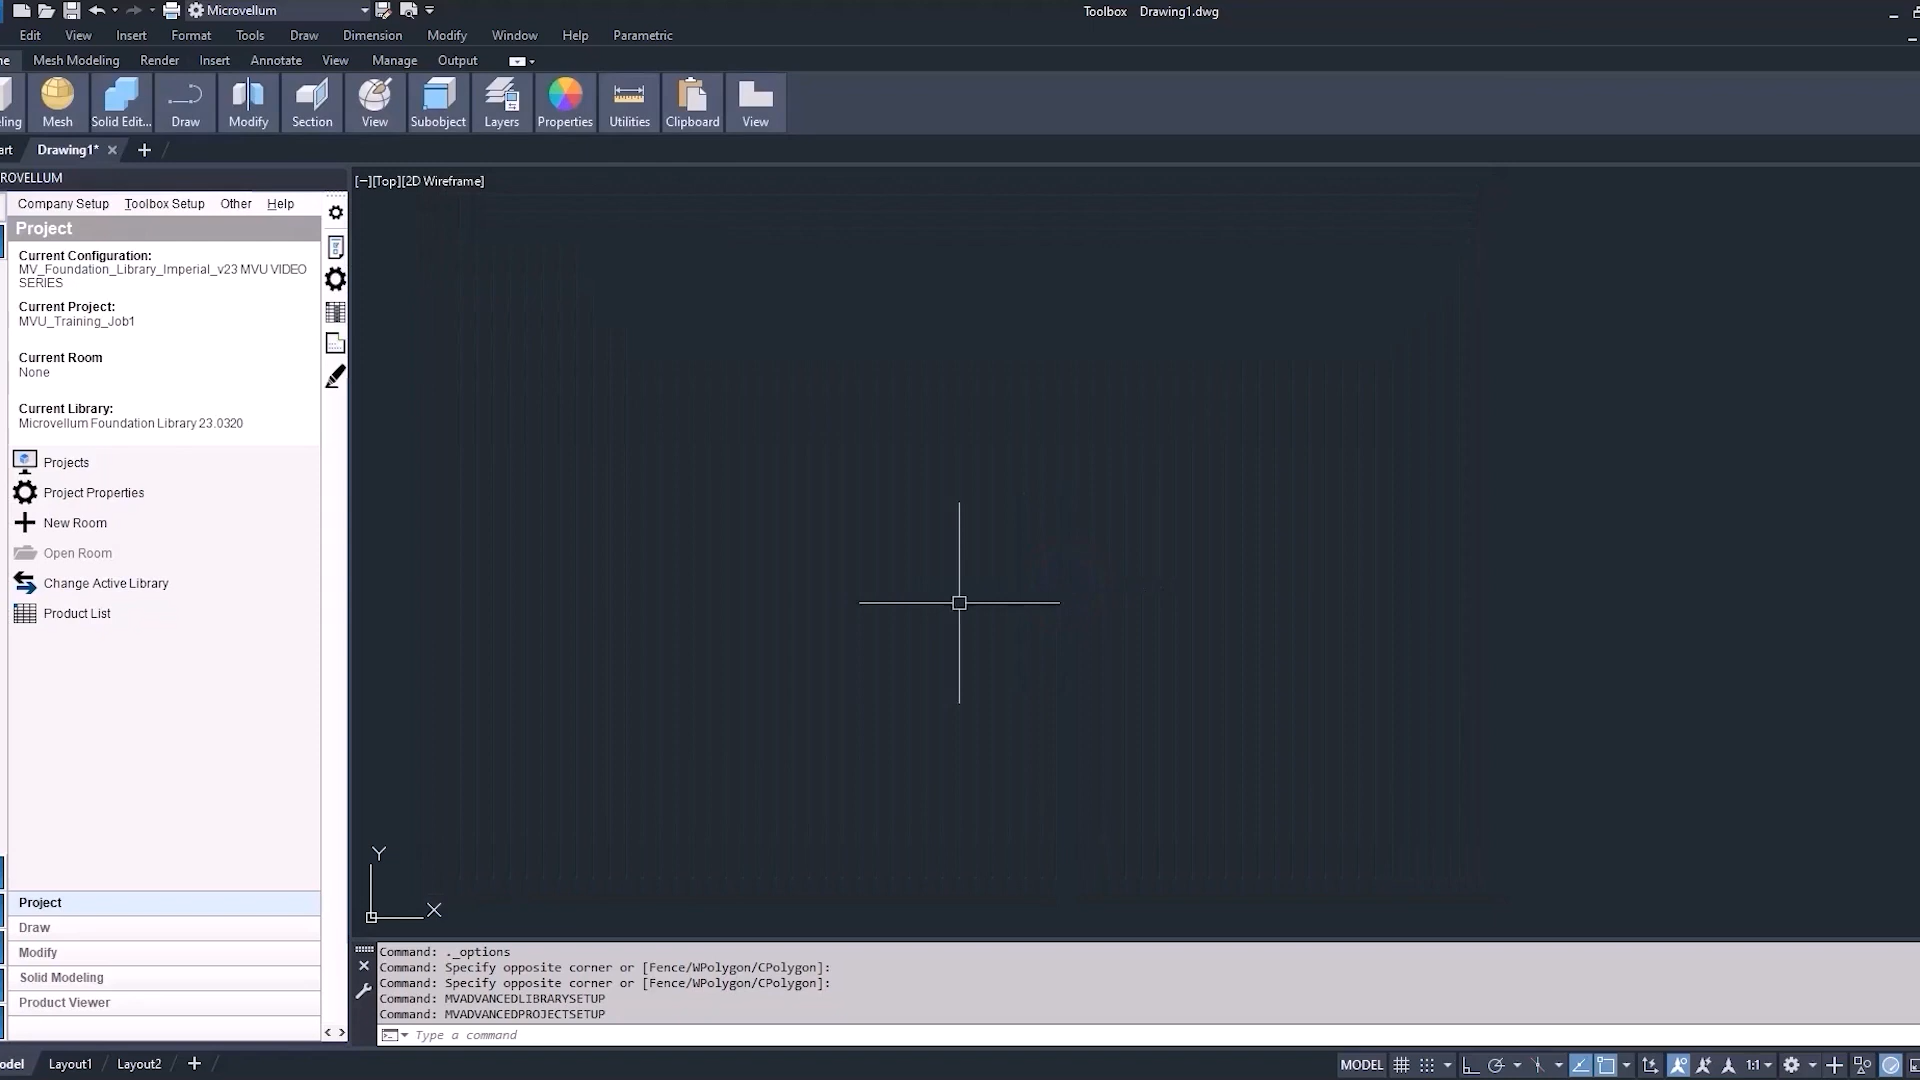 Microvellum
Toolbox Drawing1.dwg
Edit View Insert Format Tools Draw Dimension Modify Window Help Parametric
ne Mesh Modeling Render Insert Annotate View Manage Output
ling Mesh Solid Edit... Draw Modify Section View Subobject Layers Properties Utilities Clipboard View
art Drawing1*
ROVELLUM
[−][Top][2D Wireframe]
Company Setup Toolbox Setup Other Help
Project
Current Configuration:
MV_Foundation_Library_Imperial_v23 MVU VIDEO
SERIES
Current Project:
MVU_Training_Job1
Current Room
None
Current Library:
Microvellum Foundation Library 23.0320
Projects
Project Properties
New Room
Open Room
Change Active Library
Product List
Y
X
Project
Draw
Modify
Solid Modeling
Product Viewer
Command: ._options
Command: Specify opposite corner or [Fence/WPolygon/CPolygon]:
Command: Specify opposite corner or [Fence/WPolygon/CPolygon]:
Command: MVADVANCEDLIBRARYSETUP
Command: MVADVANCEDPROJECTSETUP
Type a command
odel Layout1 Layout2
MODEL 1:1